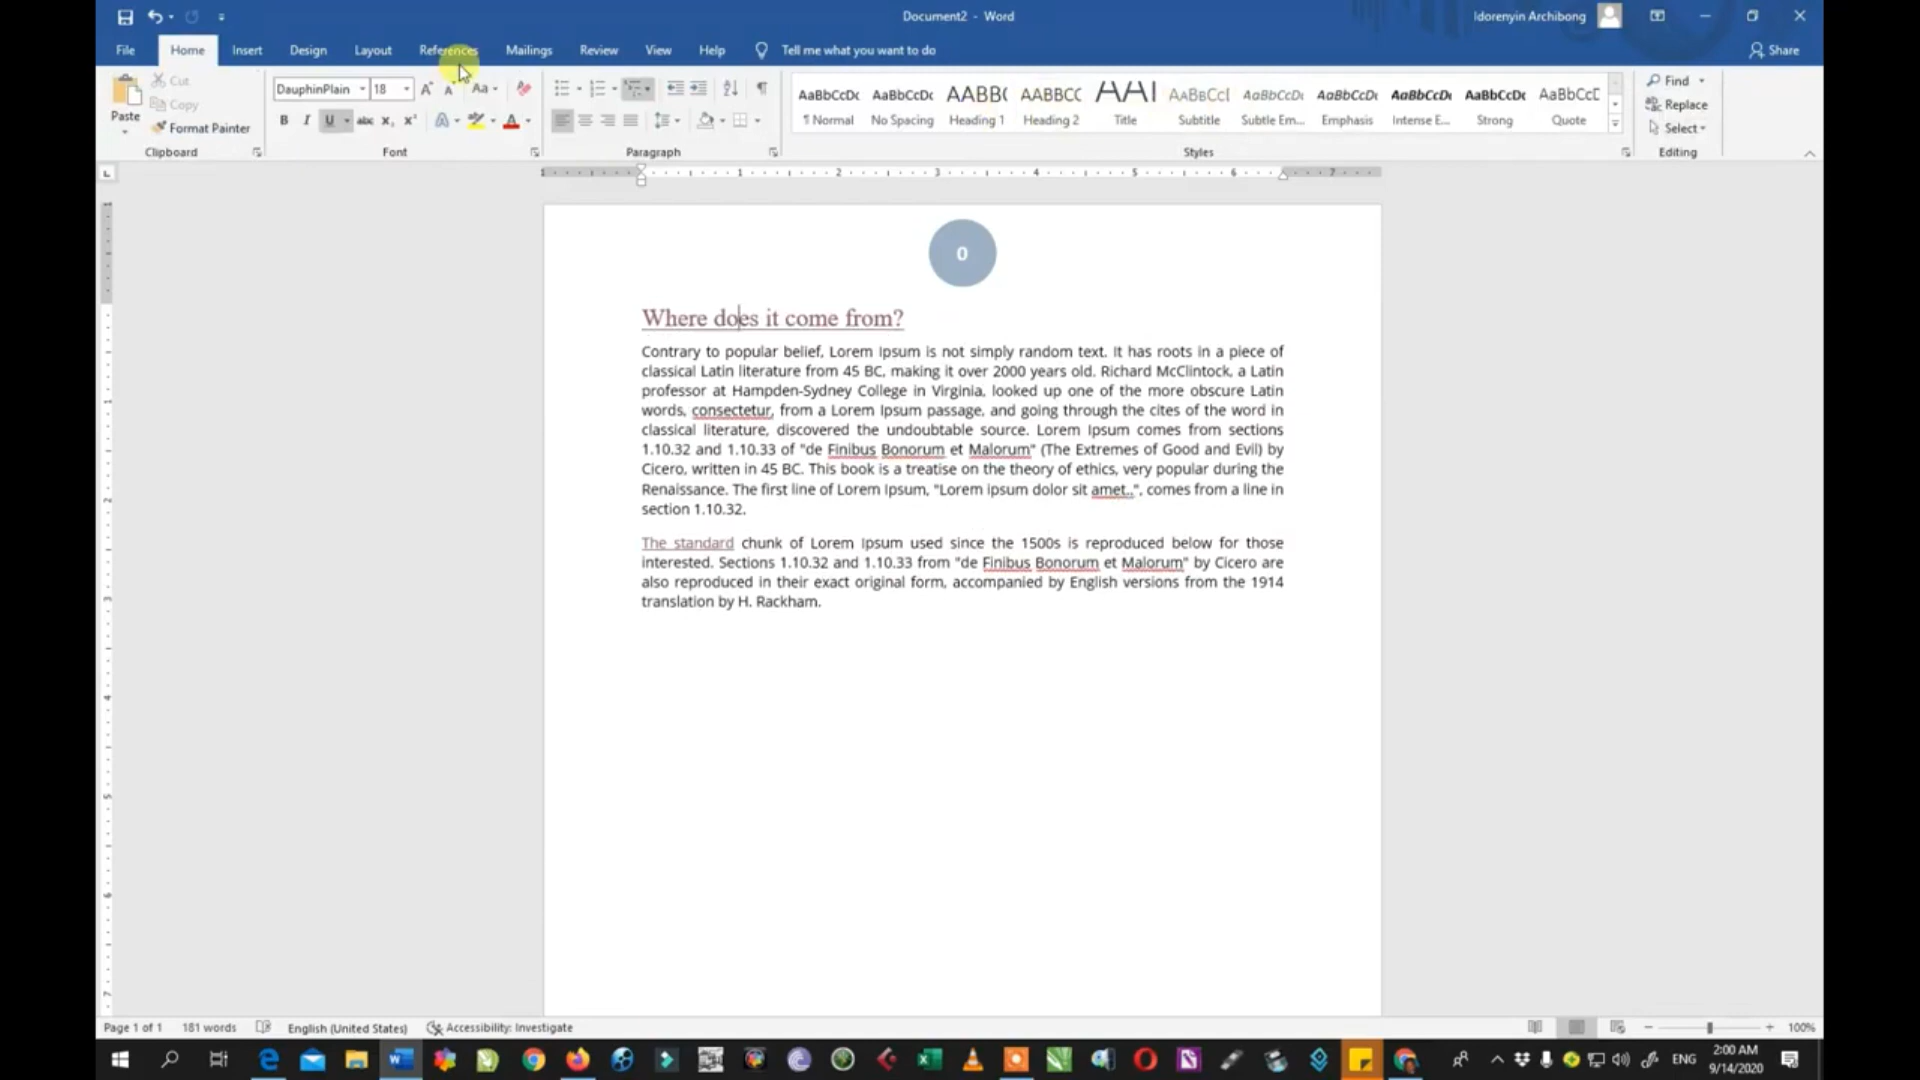 Document2 - Word
Idorenyin Archibong
File Home Insert Design Layout References Mailings Review View Help Tell me what you want to do Share
Paste
Cut
Copy
Format Painter
Clipboard
DauphinPlain 18
Font
Paragraph
AaBbCcDc AaBbCcDc AABB( AABBCC AAI AABBCCI AaBbCcDc AaBbCcDc AaBbCcDc AaBbCcDc AaBbCcC
¶ Normal No Spacing Heading 1 Heading 2 Title Subtitle Subtle Em... Emphasis Intense E... Strong Quote
Styles
Find
Replace
Select
Editing
1 1 2 3 4 5 6 7
0
Where does it come from?
Contrary to popular belief, Lorem Ipsum is not simply random text. It has roots in a piece of
classical Latin literature from 45 BC, making it over 2000 years old. Richard McClintock, a Latin
professor at Hampden-Sydney College in Virginia, looked up one of the more obscure Latin
words, consectetur, from a Lorem Ipsum passage, and going through the cites of the word in
classical literature, discovered the undoubtable source. Lorem Ipsum comes from sections
1.10.32 and 1.10.33 of "de Finibus Bonorum et Malorum" (The Extremes of Good and Evil) by
Cicero, written in 45 BC. This book is a treatise on the theory of ethics, very popular during the
Renaissance. The first line of Lorem Ipsum, "Lorem ipsum dolor sit amet..", comes from a line in
section 1.10.32.
The standard chunk of Lorem Ipsum used since the 1500s is reproduced below for those
interested. Sections 1.10.32 and 1.10.33 from "de Finibus Bonorum et Malorum" by Cicero are
also reproduced in their exact original form, accompanied by English versions from the 1914
translation by H. Rackham.
Page 1 of 1 181 words English (United States) Accessibility: Investigate 100%
ENG
2:00 AM
9/14/2020